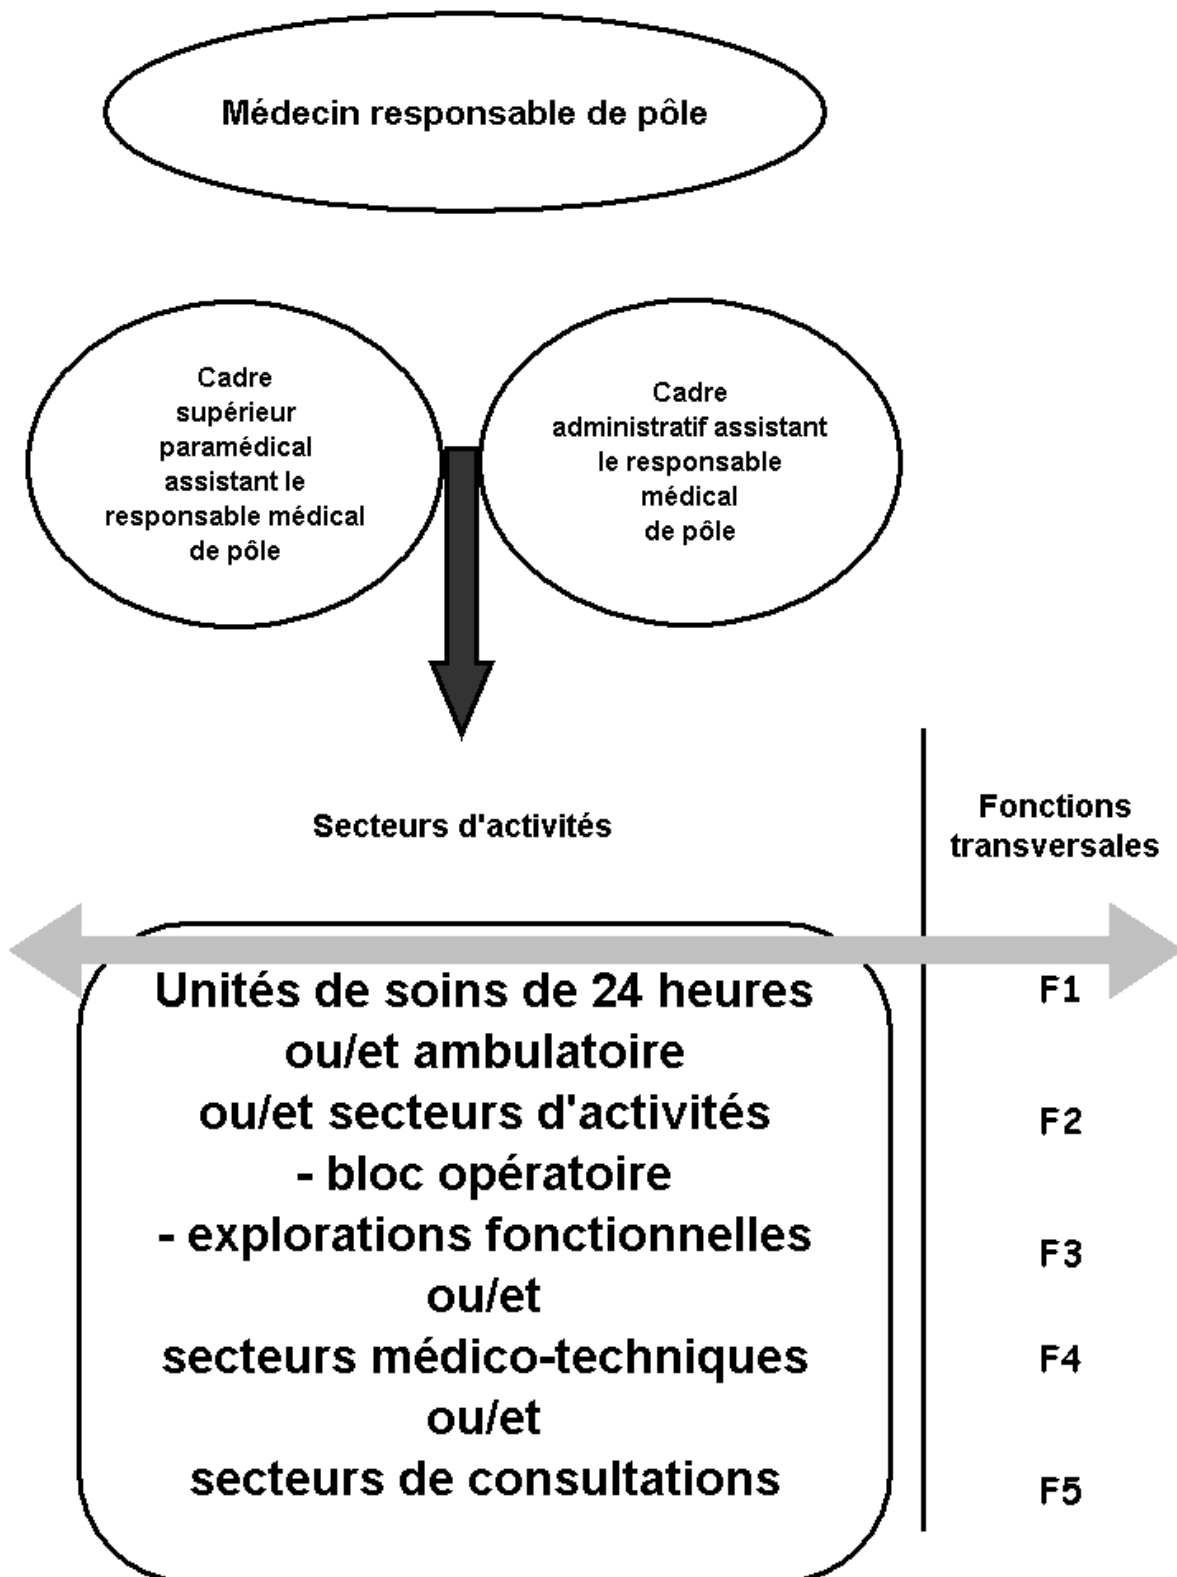 Médecin responsable de pôle
Cadre
supérieur
paramédical
assistant le
responsable médical
de pôle
Cadre
administratif assistant
le responsable
médical
de pôle
Secteurs d'activités
Fonctions
transversales
Unités de soins de 24 heures
ou/et ambulatoire
ou/et secteurs d'activités
- bloc opératoire
- explorations fonctionnelles
ou/et
secteurs médico-techniques
ou/et
secteurs de consultations
F1
F2
F3
F4
F5